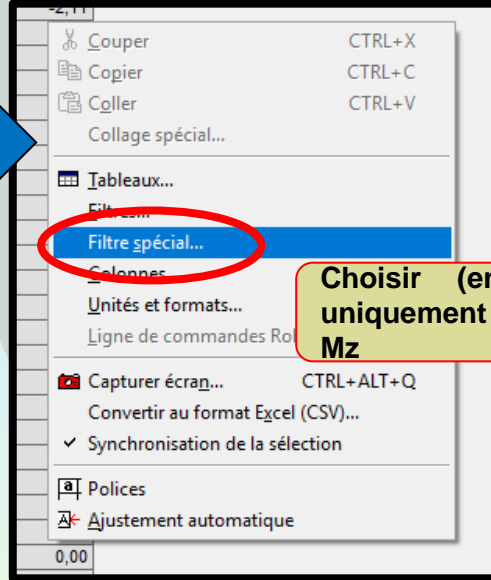 -2,11
Couper CTRL+X
Copier CTRL+C
Coller CTRL+V
Collage spécial...
Tableaux...
Filtres...
Filtre spécial...
Colonnes
Unités et formats...
Ligne de commandes
Choisir
uniquement
Mz
Capturer écran... CTRL+ALT+Q
Convertir au format Excel (CSV)...
Synchronisation de la sélection
Polices
Ajustement automatique
0,00